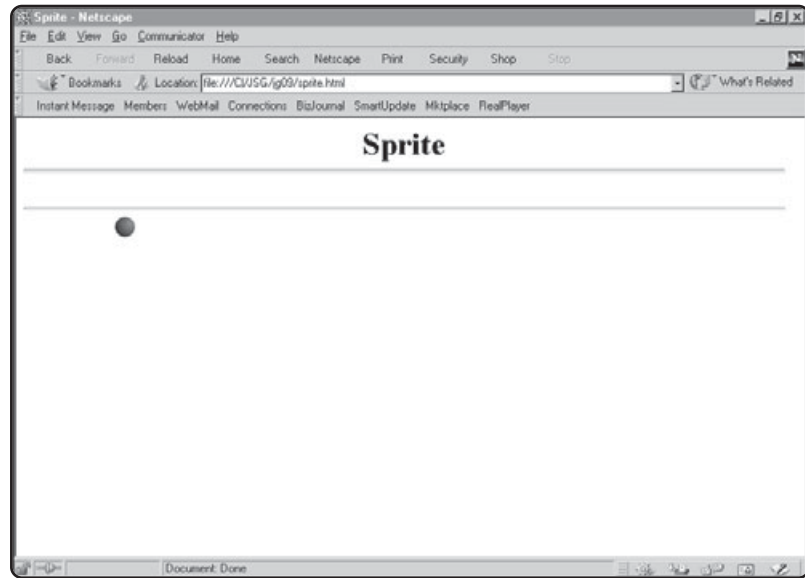 Sprite - Netscape
File Edit View Go Communicator Help
Back Forward Reload Home Search Netscape Print Security Shop Stop
N
Bookmarks Location: file:///C|/JSG/jg09/sprite.html What's Related
Instant Message Members WebMail Connections BizJournal SmartUpdate Mktplace RealPlayer
Sprite
Document: Done